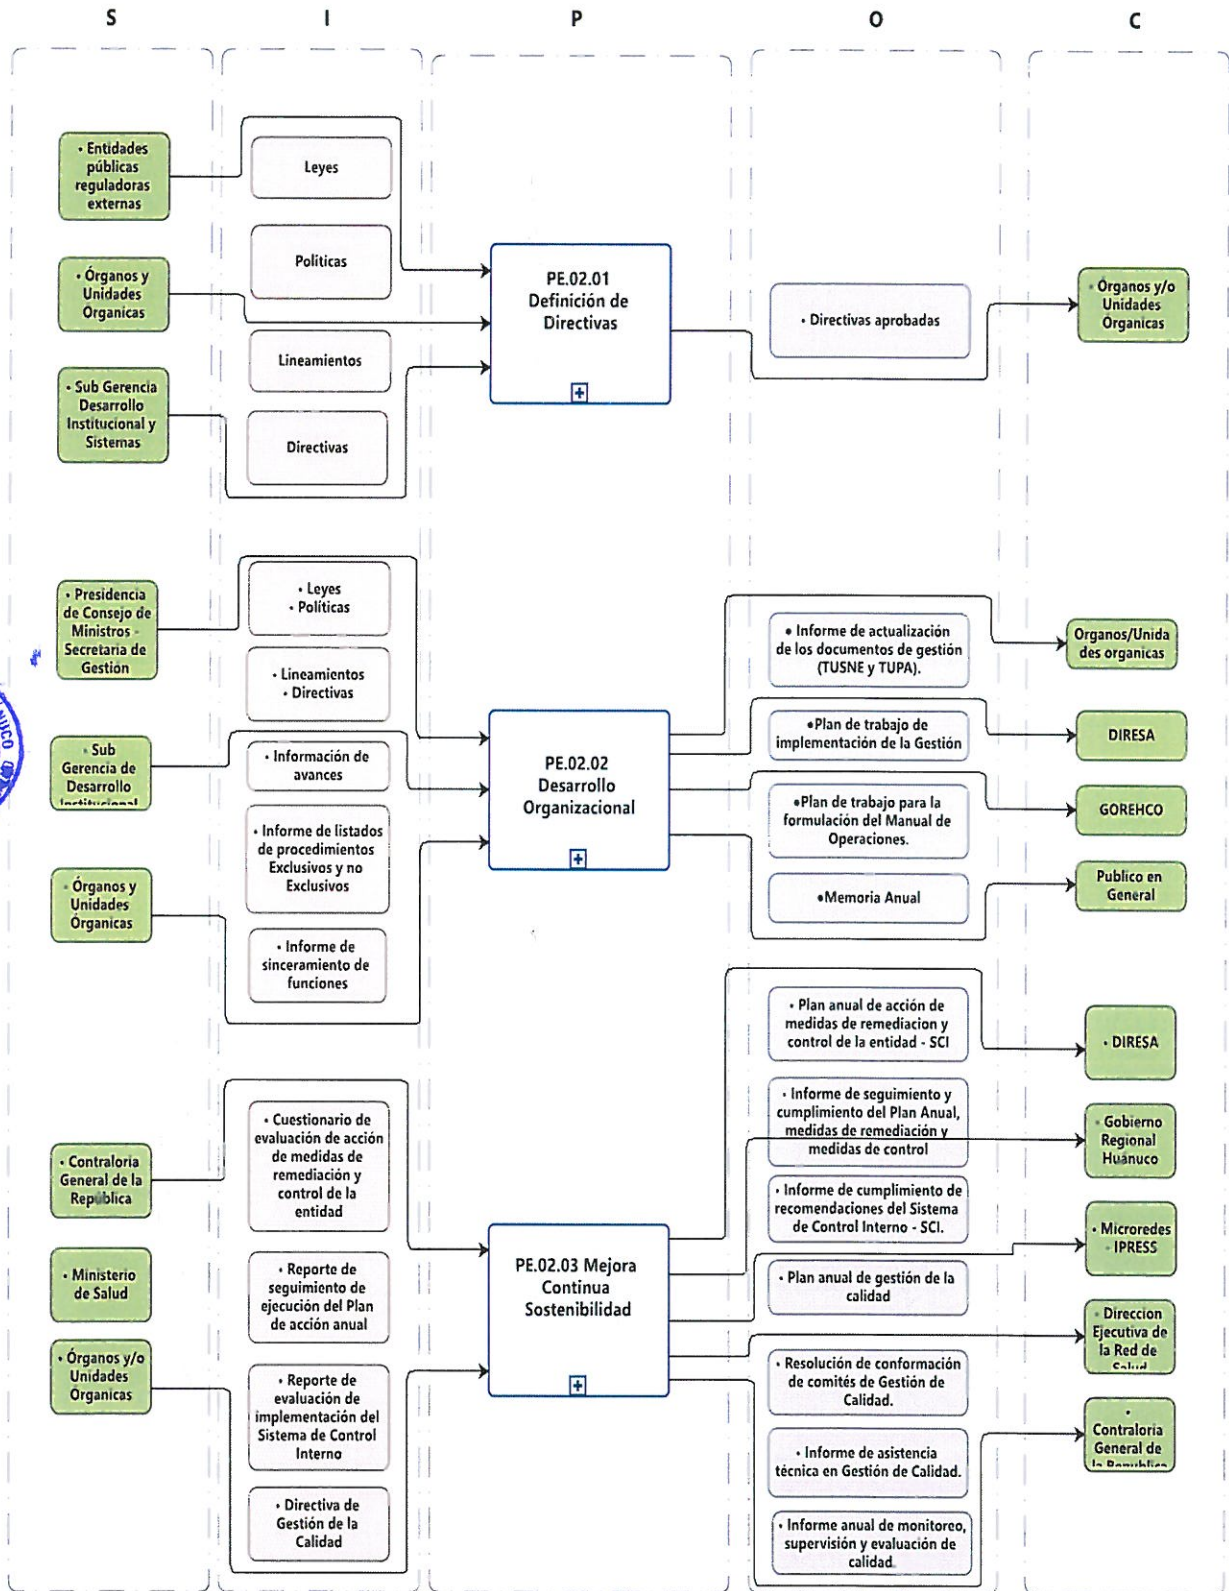 S
I
P
O
C
• Entidades
públicas
reguladoras
externas
• Órganos y
Unidades
Órganicas
• Sub Gerencia
Desarrollo
Institucional y
Sistemas
Leyes
Políticas
Lineamientos
Directivas
PE.02.01
Definición de
Directivas
• Directivas aprobadas
• Órganos y/o
Unidades
Órganicas
• Presidencia
de Consejo de
Ministros -
Secretaria de
Gestión
• Sub
Gerencia de
Desarrollo
Institucional
• Órganos y
Unidades
Órganicas
• Leyes
• Políticas
• Lineamientos
• Directivas
• Información de
avances
• Informe de listados
de procedimientos
Exclusivos y no
Exclusivos
• Informe de
sinceramiento de
funciones
PE.02.02
Desarrollo
Organizacional
• Informe de actualización
de los documentos de gestión
(TUSNE y TUPA).
•Plan de trabajo de
implementación de la Gestión
•Plan de trabajo para la
formulación del Manual de
Operaciones.
•Memoria Anual
Organos/Unida
des organicas
DIRESA
GOREHCO
Publico en
General
• Contraloria
General de la
República
• Ministerio
de Salud
• Órganos y/o
Unidades
Órganicas
• Cuestionario de
evaluación de acción
de medidas de
remediación y
control de la
entidad
• Reporte de
seguimiento de
ejecución del Plan
de acción anual
• Reporte de
evaluación de
implementación del
Sistema de Control
Interno
• Directiva de
Gestión de la
Calidad
PE.02.03 Mejora
Continua
Sostenibilidad
• Plan anual de acción de
medidas de remediacion y
control de la entidad - SCI
• Informe de seguimiento y
cumplimiento del Plan Anual,
medidas de remediación y
medidas de control
• Informe de cumplimiento de
recomendaciones del Sistema
de Control Interno - SCI.
• Plan anual de gestión de la
calidad
• Resolución de conformación
de comités de Gestión de
Calidad.
• Informe de asistencia
técnica en Gestión de Calidad.
• Informe anual de monitoreo,
supervisión y evaluación de
calidad
• DIRESA
• Gobierno
Regional
Huánuco
• Microredes
- IPRESS
• Direccion
Ejecutiva de
la Red de
Salud
•
Contraloria
General de
la Republica